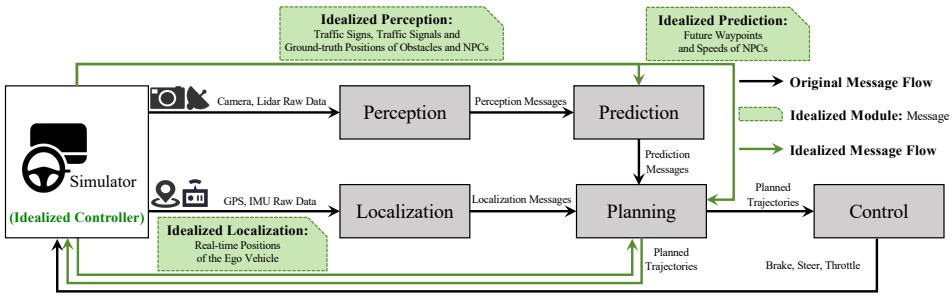 Idealized Perception:
Traffic Signs, Traffic Signals and
Ground-truth Positions of Obstacles and NPCs
Idealized Prediction:
Future Waypoints
and Speeds of NPCs
Original Message Flow
Idealized Module: Message
Idealized Message Flow
Camera, Lidar Raw Data
Perception
Perception Messages
Prediction
Simulator
(Idealized Controller)
Prediction
Messages
GPS, IMU Raw Data
Localization
Localization Messages
Planning
Planned
Trajectories
Control
Idealized Localization:
Real-time Positions
of the Ego Vehicle
Planned
Trajectories
Brake, Steer, Throttle